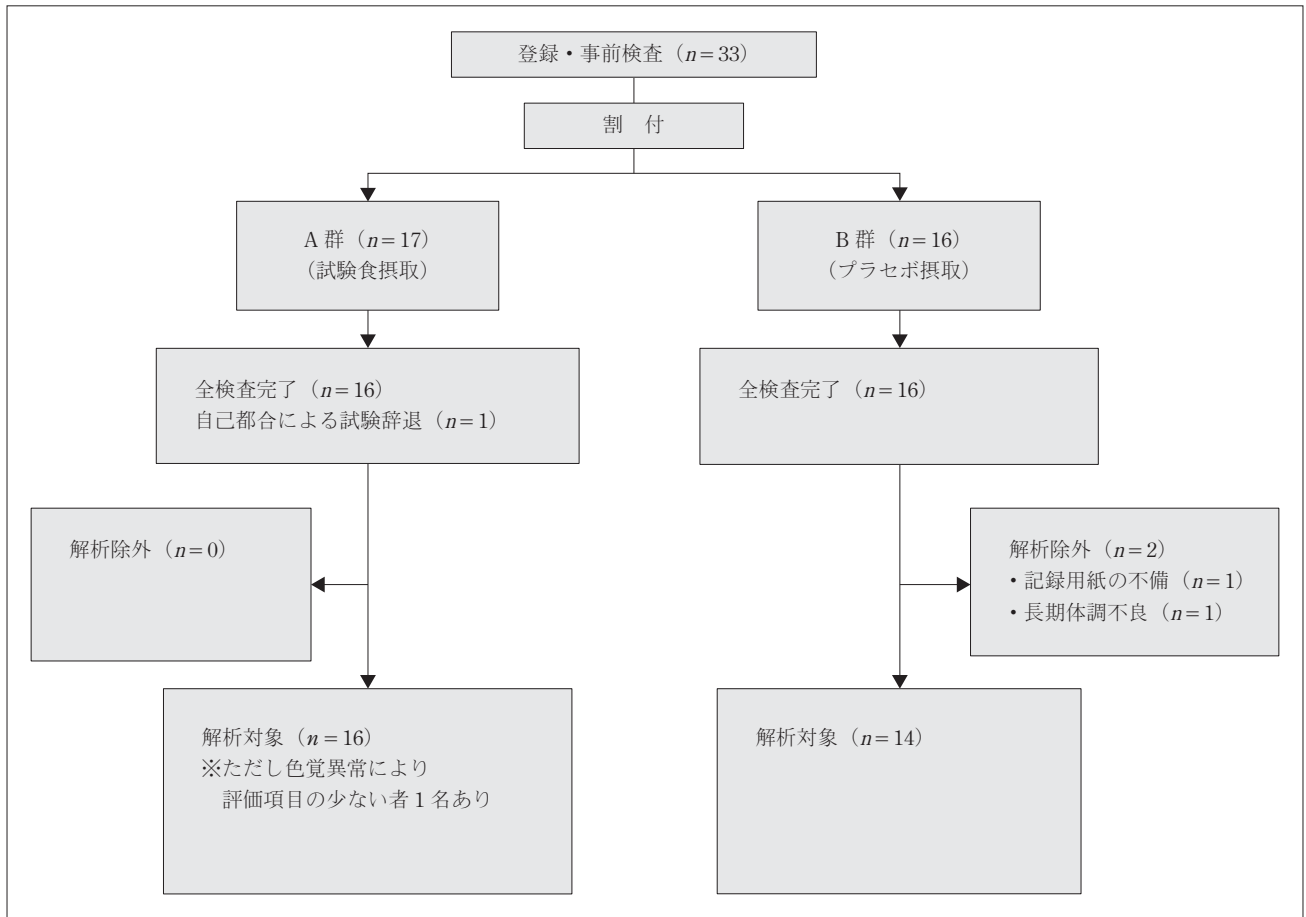 登録・事前検査（n＝33）
割　付
A 群（n＝17）
（試験食摂取）
B 群（n＝16）
（プラセボ摂取）
全検査完了（n＝16）
自己都合による試験辞退（n＝1）
全検査完了（n＝16）
解析除外（n＝0）
解析除外（n＝2）
・記録用紙の不備（n＝1）
・長期体調不良（n＝1）
解析対象（n＝16）
※ただし色覚異常により
評価項目の少ない者 1 名あり
解析対象（n＝14）